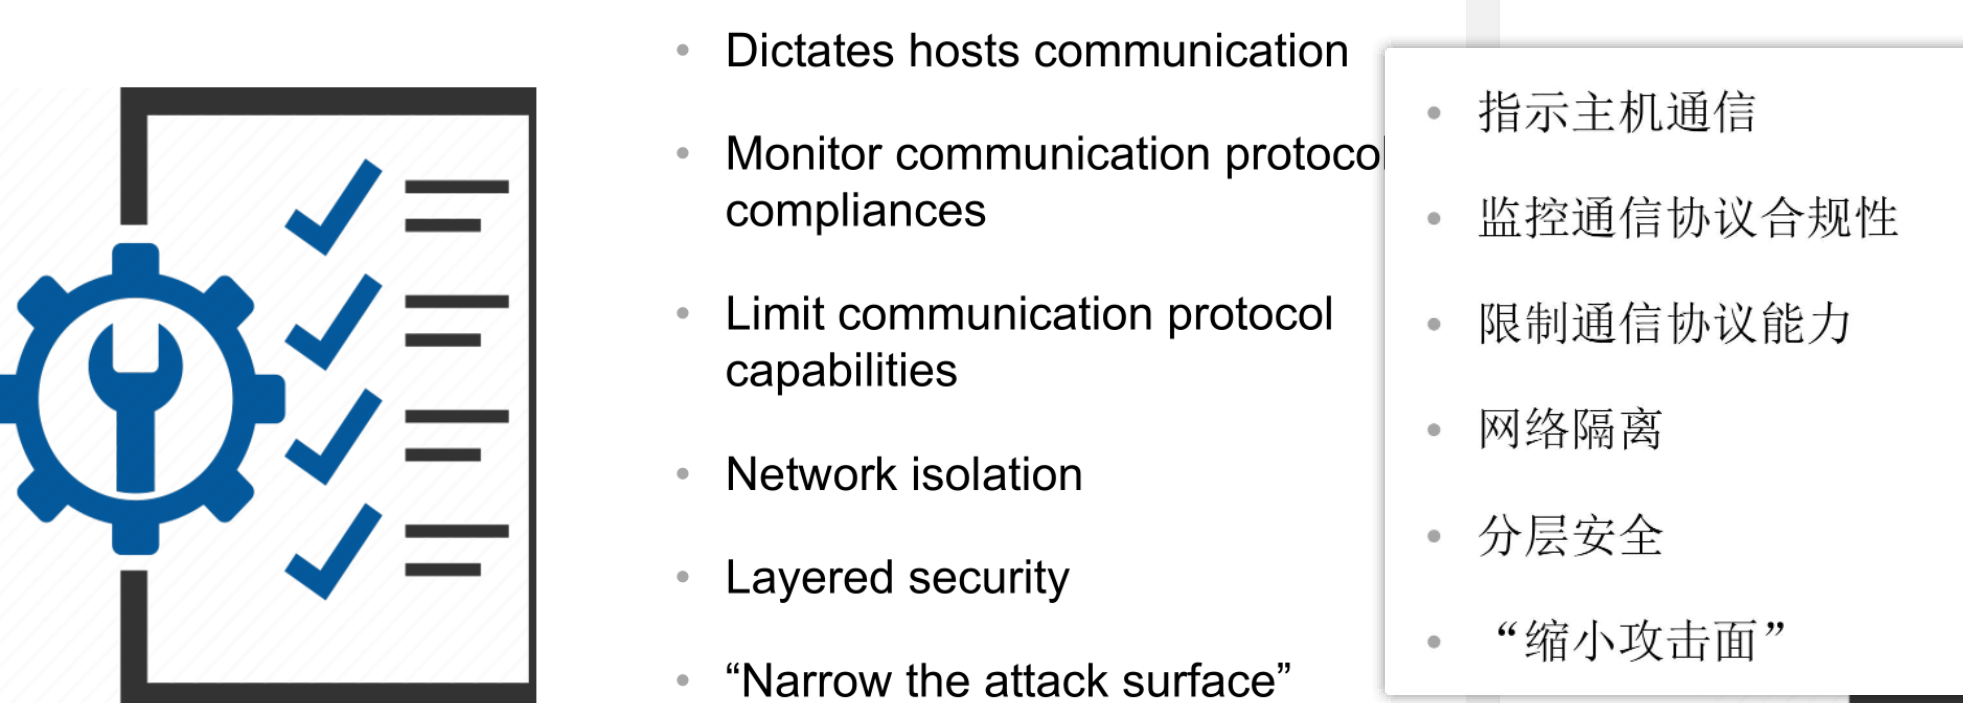 Dictates hosts communication
Monitor communication protocol
compliances
Limit communication protocol
capabilities
Network isolation
Layered security
“Narrow the attack surface”
指示主机通信
监控通信协议合规性
限制通信协议能力
网络隔离
分层安全
“缩小攻击面”